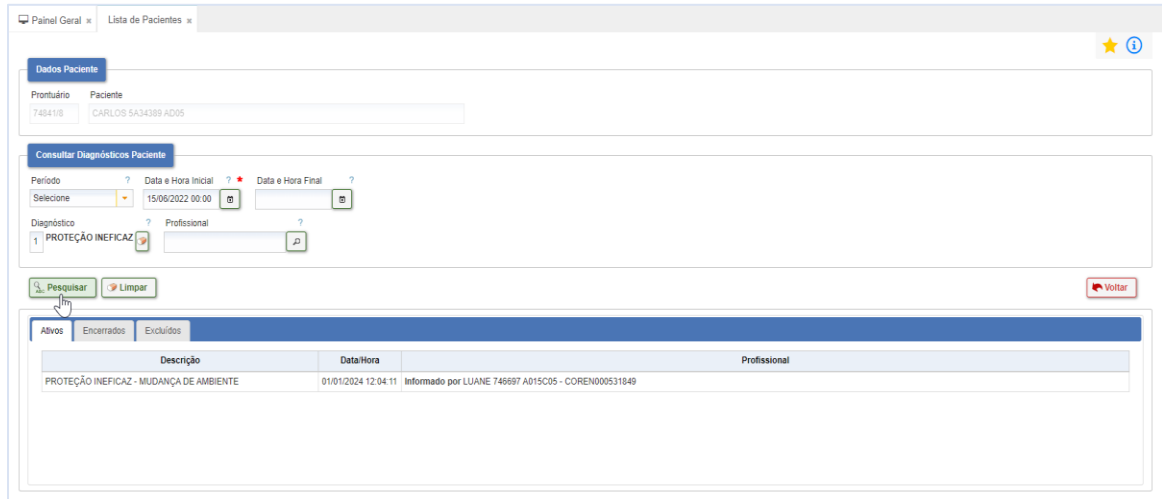 Painel Geral × Lista de Pacientes ×
Dados Paciente
Prontuário Paciente
74841/8 CARLOS 5A34389 AD05
Consultar Diagnósticos Paciente
Período ? Data e Hora Inicial ? * Data e Hora Final ?
Selecione 15/06/2022 00:00
Diagnóstico ? Profissional ?
1 PROTEÇÃO INEFICAZ
Pesquisar Limpar Voltar
Ativos Encerrados Excluídos
Descrição Data/Hora Profissional
PROTEÇÃO INEFICAZ - MUDANÇA DE AMBIENTE 01/01/2024 12:04:11 Informado por LUANE 746697 A015C05 - COREN000531849